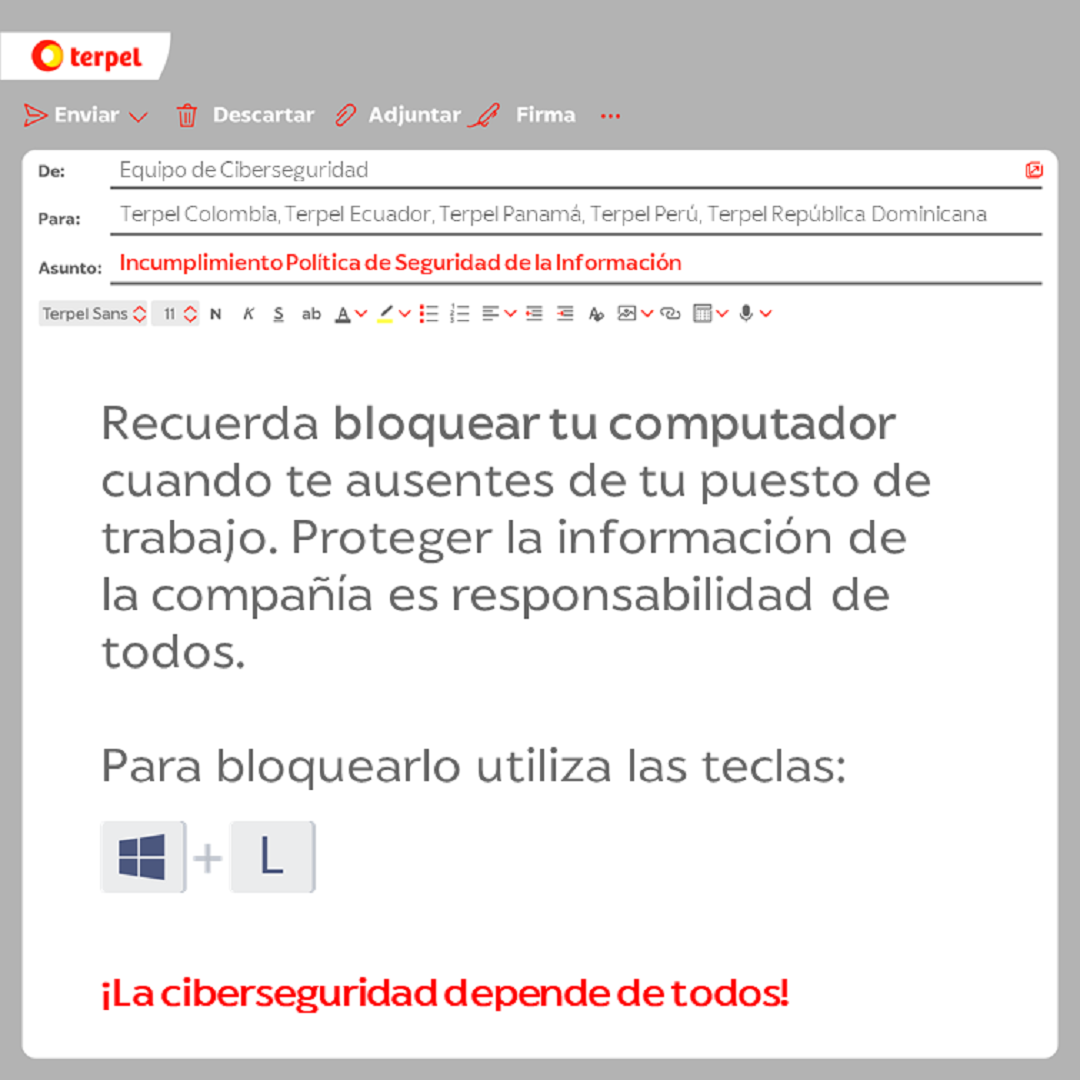 terpel
Enviar Descartar Adjuntar Firma ...
De: Equipo de Ciberseguridad
Para: Terpel Colombia, Terpel Ecuador, Terpel Panamá, Terpel Perú, Terpel República Dominicana
Asunto: Incumplimiento Política de Seguridad de la Información
Terpel Sans 11 N K S ab A
Recuerda bloquear tu computador
cuando te ausentes de tu puesto de
trabajo. Proteger la información de
la compañía es responsabilidad de
todos.
Para bloquearlo utiliza las teclas:
+ L
¡La ciberseguridad depende de todos!